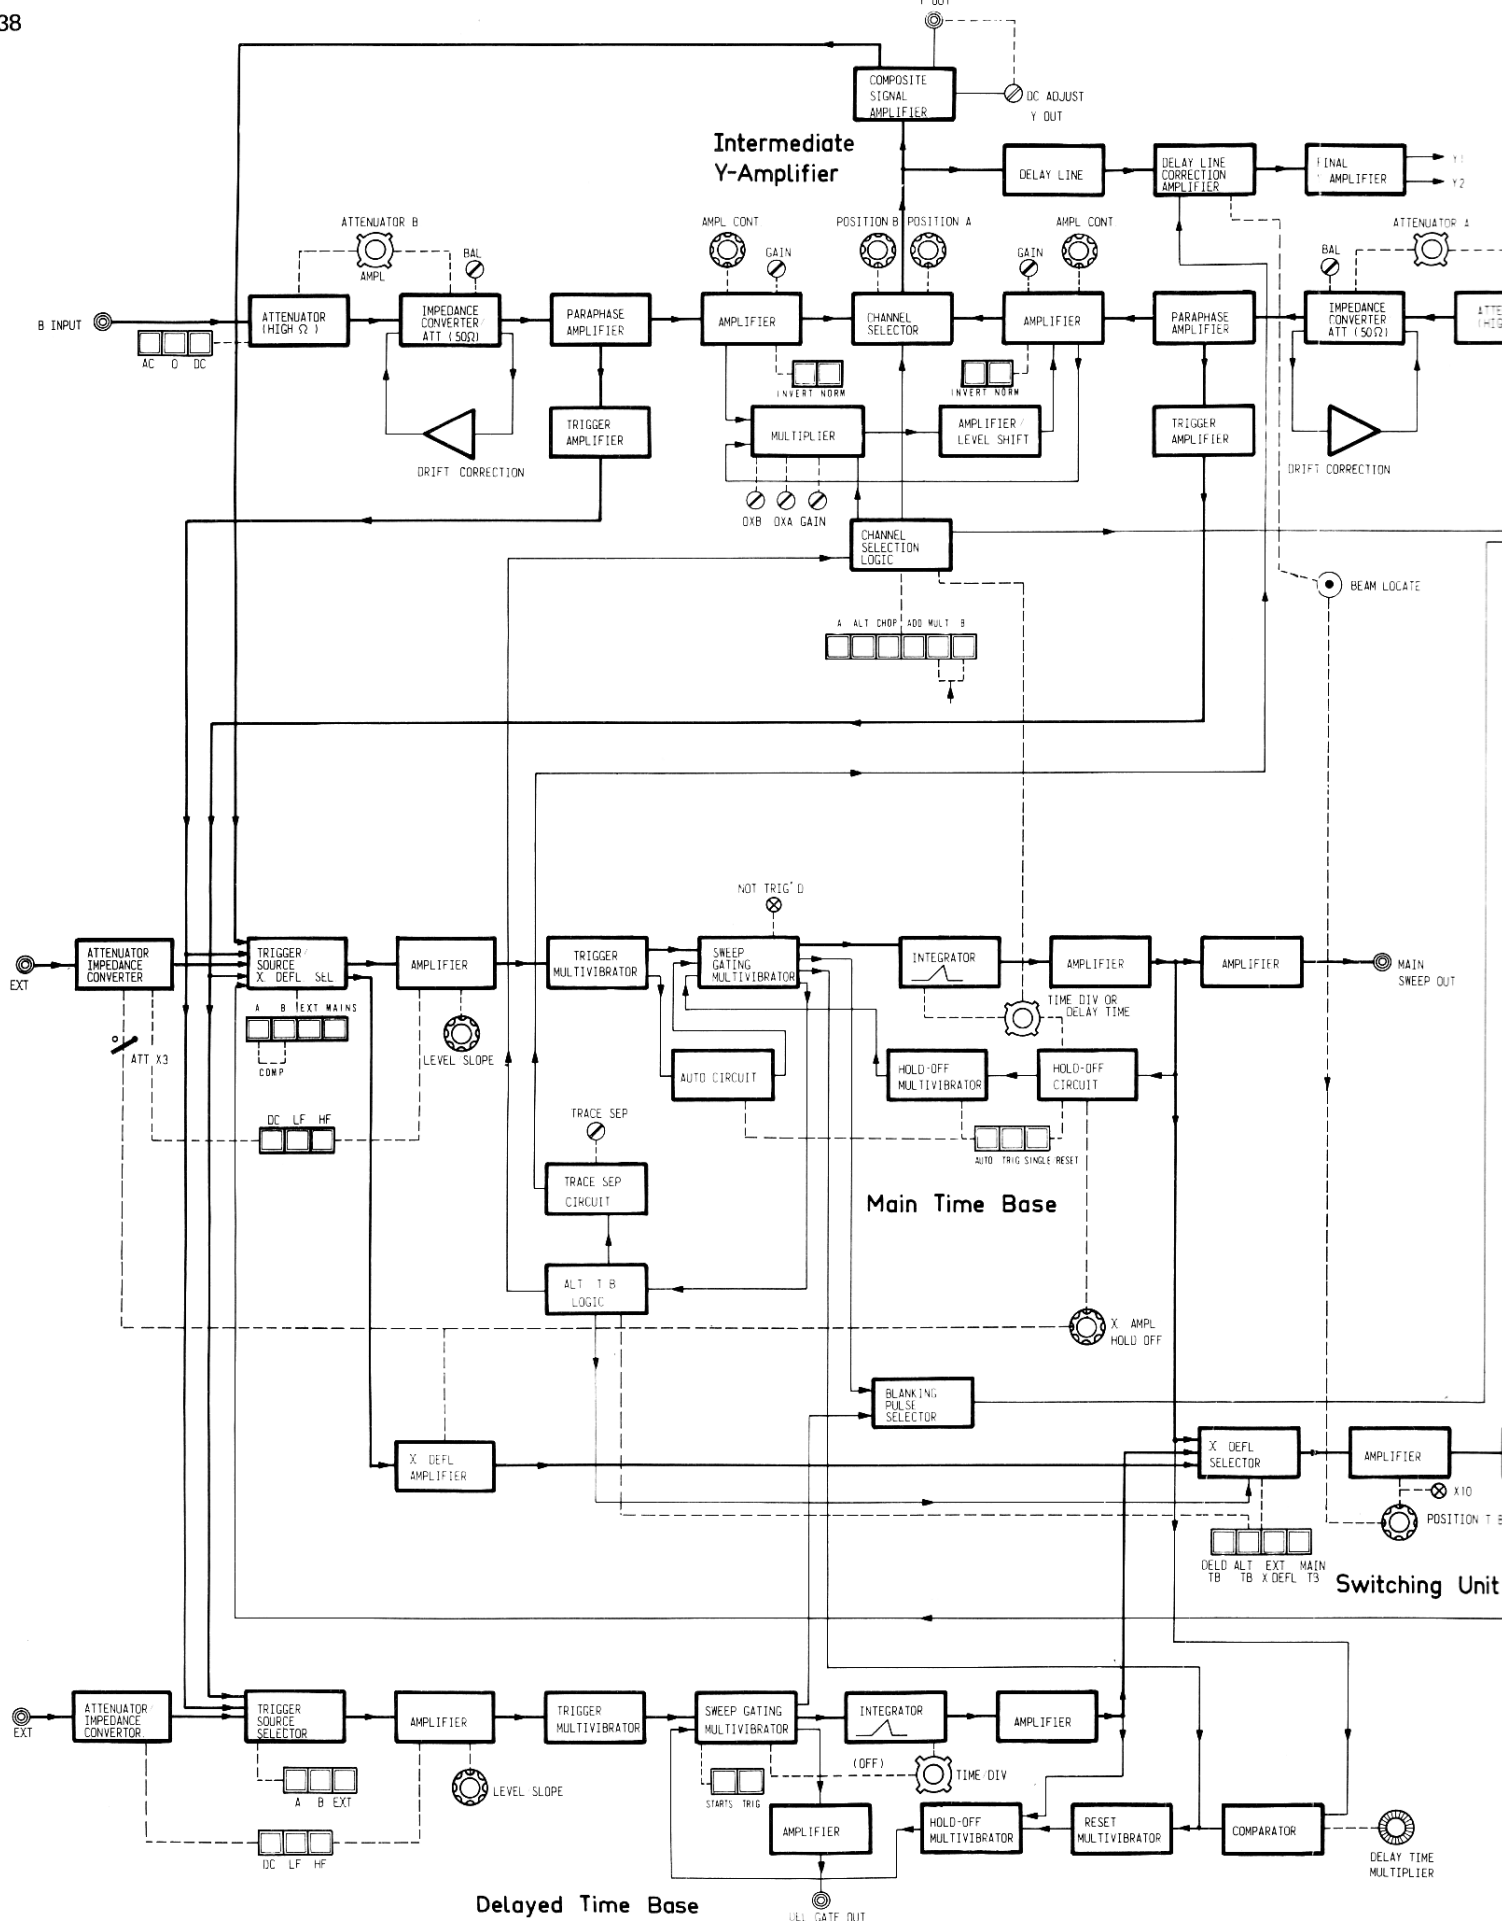 38
COMPOSITE
SIGNAL
AMPLIFIER
DC ADJUST
Y OUT
Intermediate
Y-Amplifier
DELAY LINE
DELAY LINE
CORRECTION
AMPLIFIER
FINAL
AMPLIFIER
Y1
Y2
ATTENUATOR B
AMPL
BAL
AMPL CONT
GAIN
POSITION B
POSITION A
GAIN
AMPL CONT
BAL
ATTENUATOR A
B INPUT
AC O DC
ATTENUATOR
(HIGH Ω)
IMPEDANCE
CONVERTER/
ATT (50Ω)
PARAPHASE
AMPLIFIER
AMPLIFIER
CHANNEL
SELECTOR
AMPLIFIER
PARAPHASE
AMPLIFIER
IMPEDANCE
CONVERTER
ATT (50Ω)
INVERT NORM
INVERT NORM
DRIFT CORRECTION
TRIGGER
AMPLIFIER
MULTIPLIER
AMPLIFIER/
LEVEL SHIFT
TRIGGER
AMPLIFIER
DRIFT CORRECTION
OXB OXA GAIN
CHANNEL
SELECTION
LOGIC
BEAM LOCATE
A ALT CHOP ADD MULT B
NOT TRIG'D
EXT
ATTENUATOR
IMPEDANCE
CONVERTER
TRIGGER/
SOURCE
X DEFL SEL
AMPLIFIER
TRIGGER
MULTIVIBRATOR
SWEEP
GATING
MULTIVIBRATOR
INTEGRATOR
AMPLIFIER
AMPLIFIER
MAIN
SWEEP OUT
A B EXT MAINS
COMP
ATT X3
LEVEL SLOPE
TIME DIV OR
DELAY TIME
AUTO CIRCUIT
HOLD-OFF
MULTIVIBRATOR
HOLD-OFF
CIRCUIT
DC LF HF
TRACE SEP
AUTO TRIG SINGLE RESET
TRACE SEP
CIRCUIT
Main Time Base
ALT T B
LOGIC
X AMPL
HOLD OFF
BLANKING
PULSE
SELECTOR
X DEFL
AMPLIFIER
X DEFL
SELECTOR
AMPLIFIER
X10
POSITION T B
DELD ALT EXT MAIN
TB TB X DEFL TB
Switching Unit
EXT
ATTENUATOR/
IMPEDANCE
CONVERTOR
TRIGGER
SOURCE
SELECTOR
AMPLIFIER
TRIGGER
MULTIVIBRATOR
SWEEP GATING
MULTIVIBRATOR
INTEGRATOR
AMPLIFIER
A B EXT
LEVEL SLOPE
STARTS TRIG
(OFF)
TIME/DIV
DC LF HF
AMPLIFIER
HOLD-OFF
MULTIVIBRATOR
RESET
MULTIVIBRATOR
COMPARATOR
DELAY TIME
MULTIPLIER
Delayed Time Base
GATE OUT